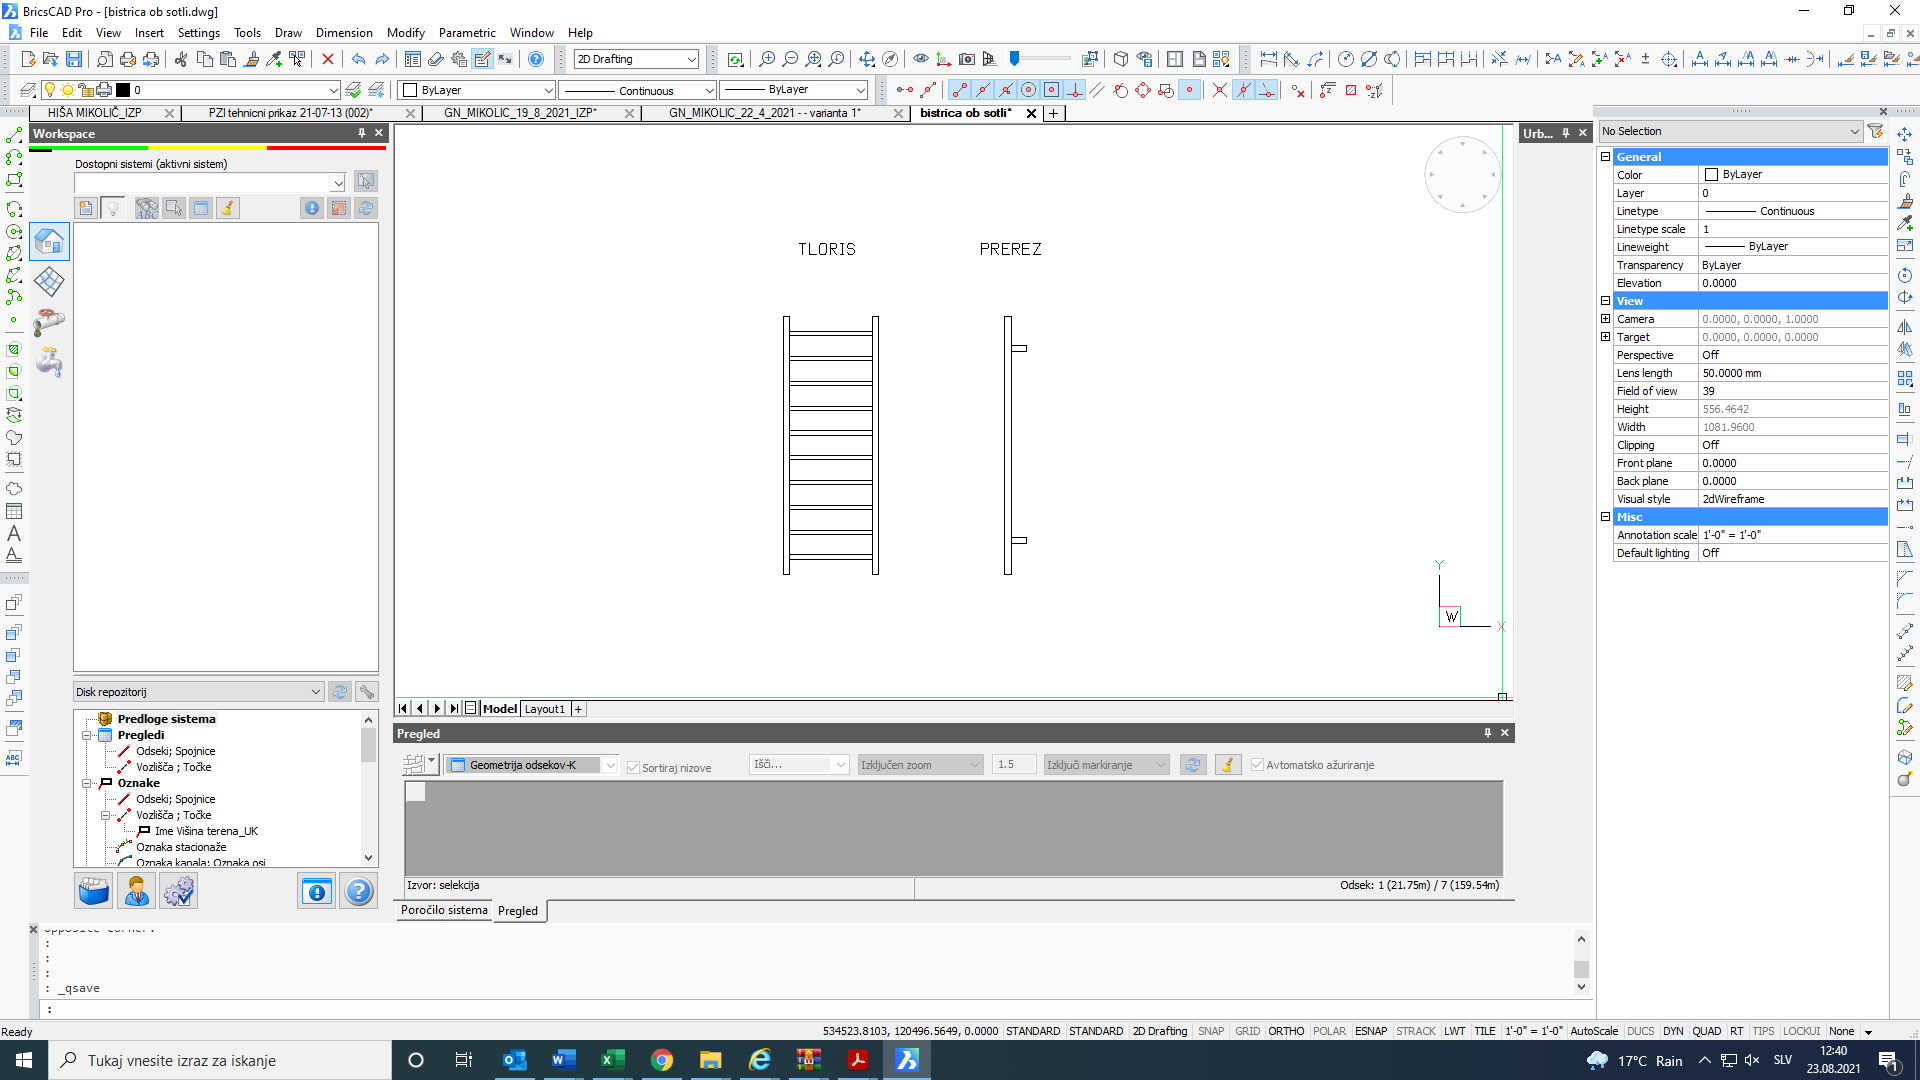 BricsCAD Pro - [bistrica ob sotli.dwg]
File Edit View Insert Settings Tools Draw Dimension Modify Parametric Window Help
2D Drafting
0
ByLayer
Continuous
ByLayer
HIŠA MIKOLIČ_IZP
PZI tehnicni prikaz 21-07-13 (002)*
GN_MIKOLIC_19_8_2021_IZP*
GN_MIKOLIC_22_4_2021 - - varianta 1*
bistrica ob sotli*
Workspace
Dostopni sistemi (aktivni sistem)
Disk repozitorij
Predloge sistema
Pregledi
Odseki; Spojnice
Vozlišča ; Točke
Oznake
Odseki; Spojnice
Vozlišča ; Točke
Ime Višina terena_UK
Oznaka stacionaže
Oznaka kanala; Oznaka osi
TLORIS
PREREZ
Y
W
X
Model
Layout1
Pregled
Geometrija odsekov-K
Sortiraj nizove
Išči...
Izključen zoom
1.5
Izključi markiranje
Avtomatsko ažuriranje
Izvor: selekcija
Odsek: 1 (21.75m) / 7 (159.54m)
Poročilo sistema
Pregled
Urb...
No Selection
General
Color ByLayer
Layer 0
Linetype Continuous
Linetype scale 1
Lineweight ByLayer
Transparency ByLayer
Elevation 0.0000
View
Camera 0.0000, 0.0000, 1.0000
Target 0.0000, 0.0000, 0.0000
Perspective Off
Lens length 50.0000 mm
Field of view 39
Height 556.4642
Width 1081.9600
Clipping Off
Front plane 0.0000
Back plane 0.0000
Visual style 2dWireframe
Misc
Annotation scale 1'-0" = 1'-0"
Default lighting Off
Opposite corner:
:
:
:
: _qsave
:
Ready
534523.8103, 120496.5649, 0.0000 STANDARD STANDARD 2D Drafting SNAP GRID ORTHO POLAR ESNAP STRACK LWT TILE 1'-0" = 1'-0" AutoScale DUCS DYN QUAD RT TIPS LOCKUI None
Tukaj vnesite izraz za iskanje
17°C Rain
SLV
12:40
23.08.2021
1